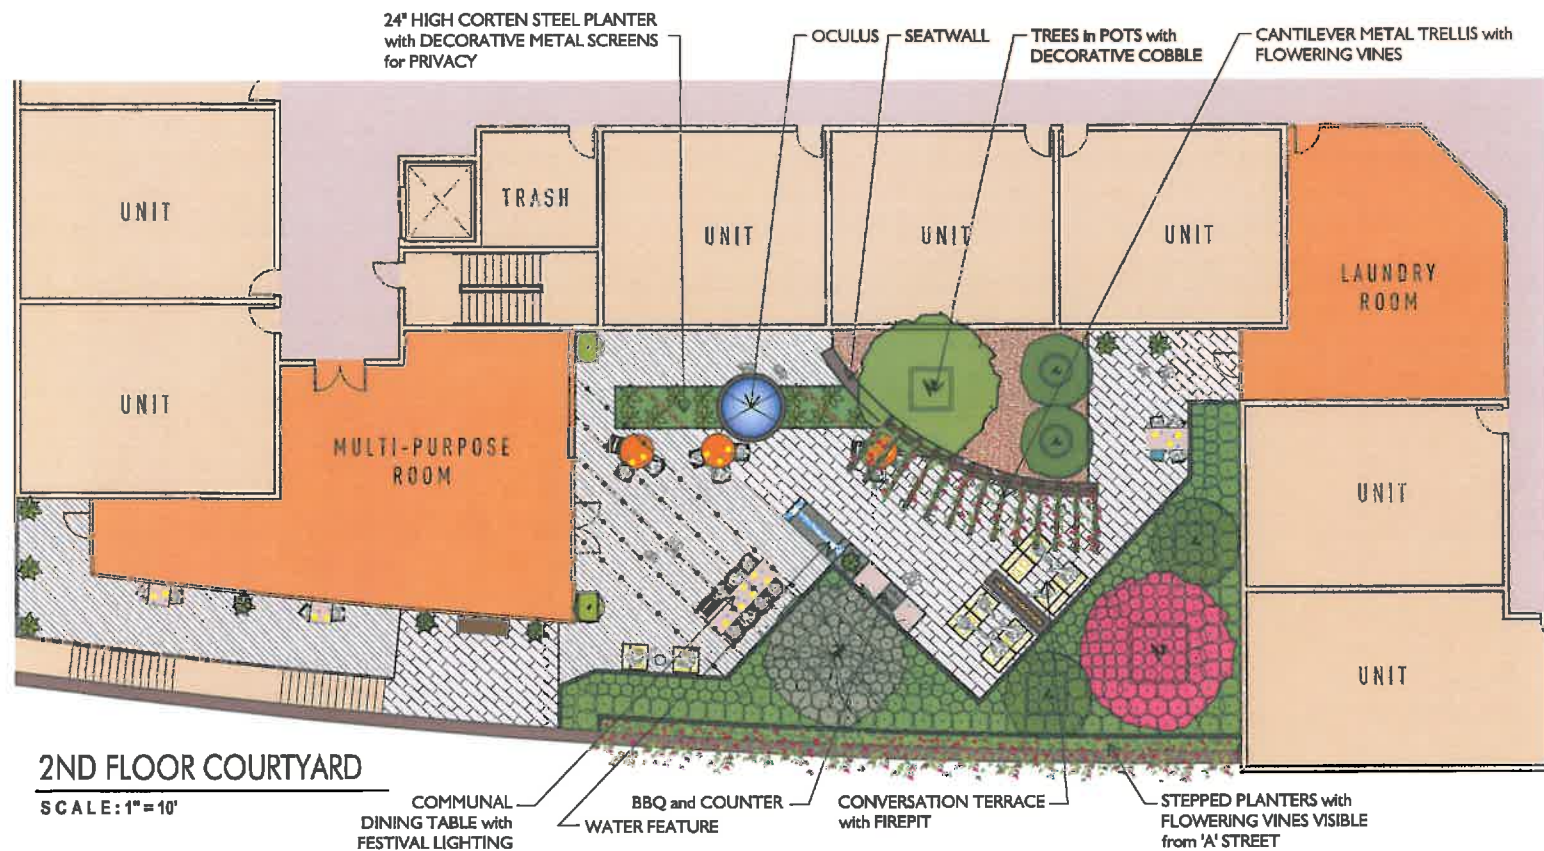 24" HIGH CORTEN STEEL PLANTER
with DECORATIVE METAL SCREENS
for PRIVACY
OCULUS
SEATWALL
TREES in POTS with
DECORATIVE COBBLE
CANTILEVER METAL TRELLIS with
FLOWERING VINES
UNIT
TRASH
UNIT
UNIT
UNIT
LAUNDRY
ROOM
UNIT
MULTI-PURPOSE
ROOM
UNIT
UNIT
2ND FLOOR COURTYARD
SCALE: 1" = 10'
COMMUNAL
DINING TABLE with
FESTIVAL LIGHTING
WATER FEATURE
BBQ and COUNTER
CONVERSATION TERRACE
with FIREPIT
STEPPED PLANTERS with
FLOWERING VINES VISIBLE
from 'A' STREET